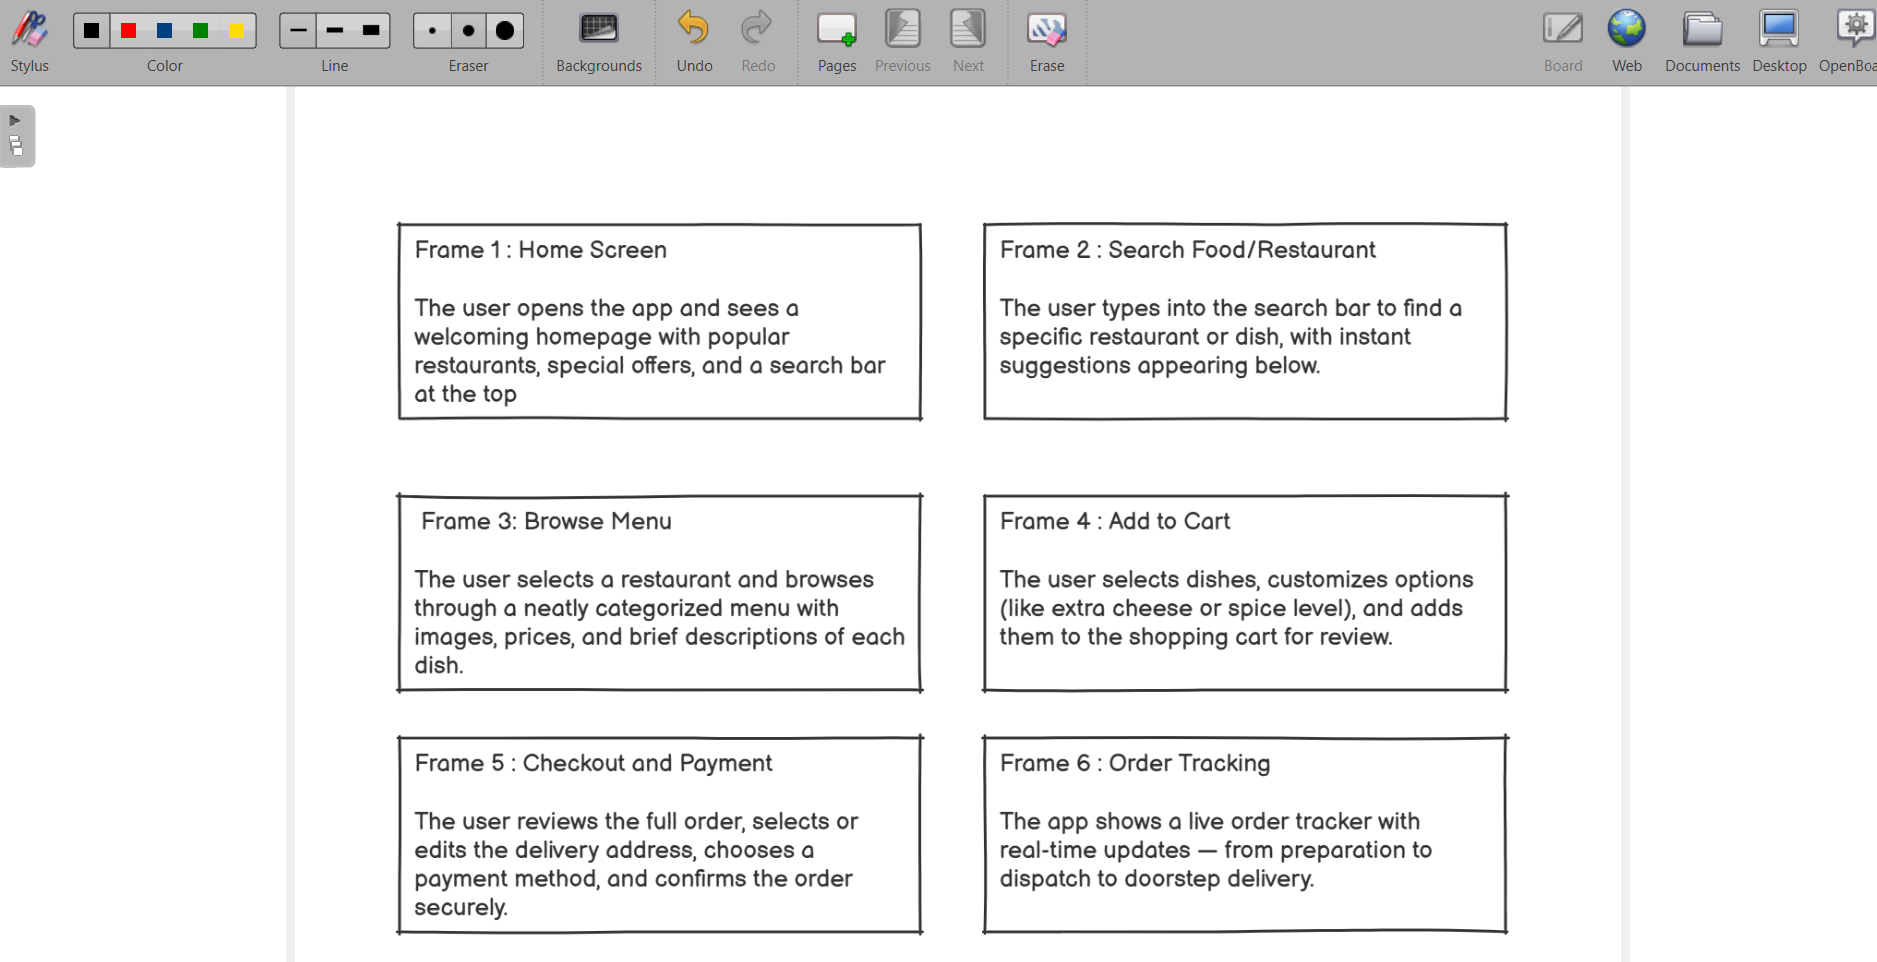 Stylus
Color
Line
Eraser
Backgrounds
Undo
Redo
Pages
Previous
Next
Erase
Board
Web
Documents
Desktop
OpenBoa
Frame 1 : Home Screen
The user opens the app and sees a
welcoming homepage with popular
restaurants, special offers, and a search bar
at the top
Frame 2 : Search Food/Restaurant
The user types into the search bar to find a
specific restaurant or dish, with instant
suggestions appearing below.
Frame 3: Browse Menu
The user selects a restaurant and browses
through a neatly categorized menu with
images, prices, and brief descriptions of each
dish.
Frame 4 : Add to Cart
The user selects dishes, customizes options
(like extra cheese or spice level), and adds
them to the shopping cart for review.
Frame 5 : Checkout and Payment
The user reviews the full order, selects or
edits the delivery address, chooses a
payment method, and confirms the order
securely.
Frame 6 : Order Tracking
The app shows a live order tracker with
real-time updates — from preparation to
dispatch to doorstep delivery.